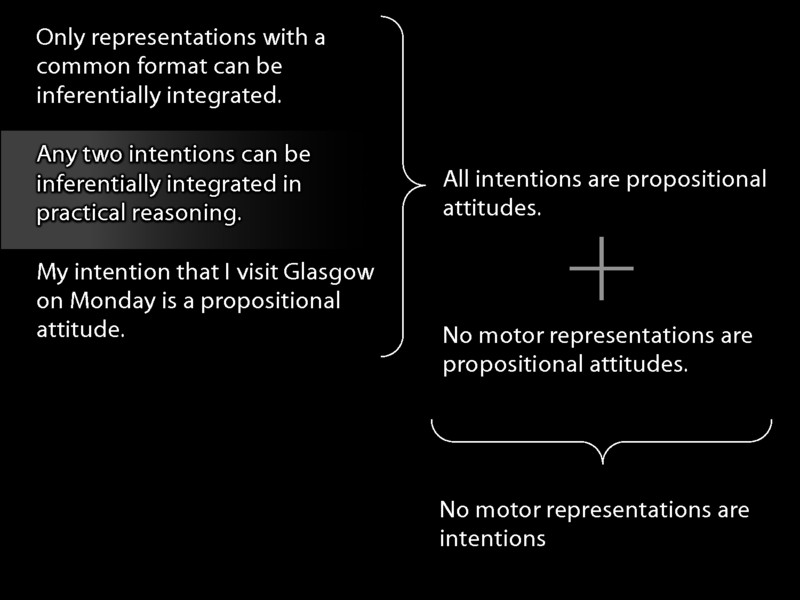 Only representations with a
common format can be
inferentially integrated.
Any two intentions can be
inferentially integrated in
practical reasoning.
My intention that I visit Glasgow
on Monday is a propositional
attitude.
All intentions are propositional
attitudes.
No motor representations are
propositional attitudes.
No motor representations are
intentions